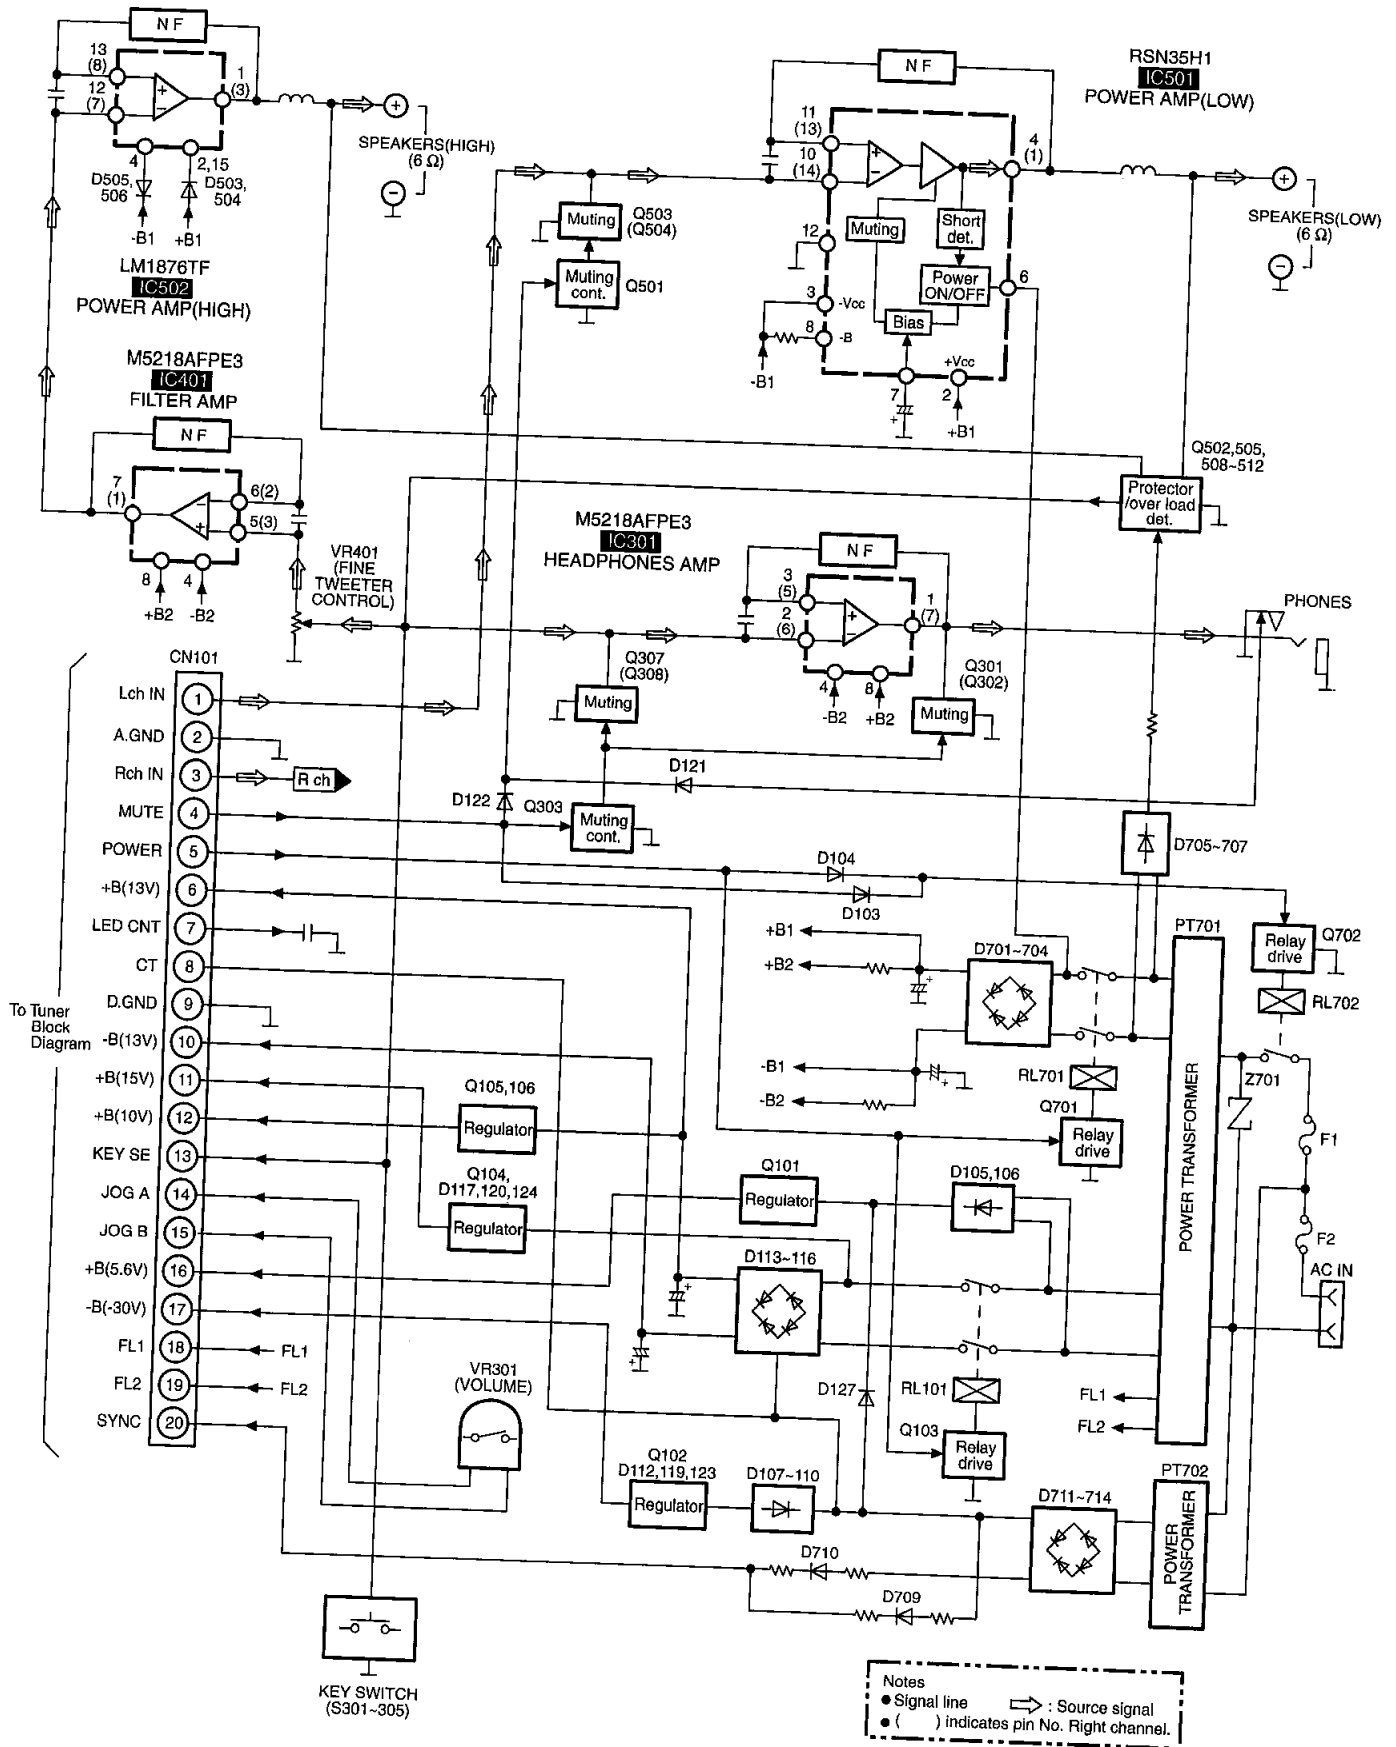 N F
13
(8)
12
(7)
1
(3)
4
2,15
D505,
506
D503,
504
-B1
+B1
SPEAKERS(HIGH)
(6 Ω)
LM1876TF
IC502
POWER AMP(HIGH)
M5218AFPE3
IC401
FILTER AMP
N F
7
(1)
6(2)
5(3)
8
4
+B2
-B2
VR401
(FINE
TWEETER
CONTROL)
Muting
Q503
(Q504)
Muting
cont.
Q501
RSN35H1
IC501
POWER AMP(LOW)
N F
11
(13)
10
(14)
4
(1)
12
Muting
Short
det.
Power
ON/OFF
6
3
-Vcc
8
-B
Bias
-B1
+Vcc
7
2
+B1
SPEAKERS(LOW)
(6 Ω)
Q502,505,
508~512
Protector
/over load
det.
M5218AFPE3
IC301
HEADPHONES AMP
N F
3
(5)
2
(6)
1
(7)
4
8
-B2
+B2
PHONES
Q307
(Q308)
Muting
Q301
(Q302)
Muting
D121
D122
Q303
Muting
cont.
D705~707
D104
D103
CN101
To Tuner
Block
Diagram
Lch IN
1
A.GND
2
Rch IN
3
R ch
MUTE
4
POWER
5
+B(13V)
6
LED CNT
7
CT
8
D.GND
9
-B(13V)
10
+B(15V)
11
+B(10V)
12
KEY SE
13
JOG A
14
JOG B
15
+B(5.6V)
16
-B(-30V)
17
FL1
18
FL1
FL2
19
FL2
SYNC
20
+B1
+B2
D701~704
-B1
-B2
RL701
Q701
Relay
drive
PT701
POWER TRANSFORMER
Relay
drive
Q702
RL702
Z701
F1
F2
AC IN
Q105,106
Regulator
Q104,
D117,120,124
Regulator
Q101
Regulator
D105,106
D113~116
D127
RL101
Q103
Relay
drive
FL1
FL2
VR301
(VOLUME)
Q102
D112,119,123
Regulator
D107~110
D711~714
PT702
POWER
TRANSFORMER
D710
D709
KEY SWITCH
(S301~305)
Notes
● Signal line
: Source signal
● ( ) indicates pin No. Right channel.